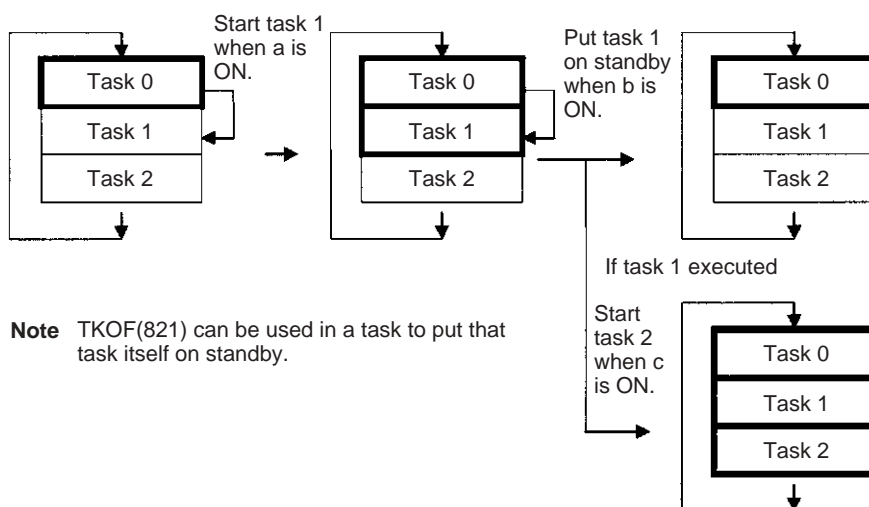 Start task 1
when a is
ON.
Task 0
Task 1
Task 2
Task 0
Task 1
Task 2
Put task 1
on standby
when b is
ON.
Task 0
Task 1
Task 2
If task 1 executed
Note TKOF(821) can be used in a task to put that
task itself on standby.
Start
task 2
when c
is ON.
Task 0
Task 1
Task 2